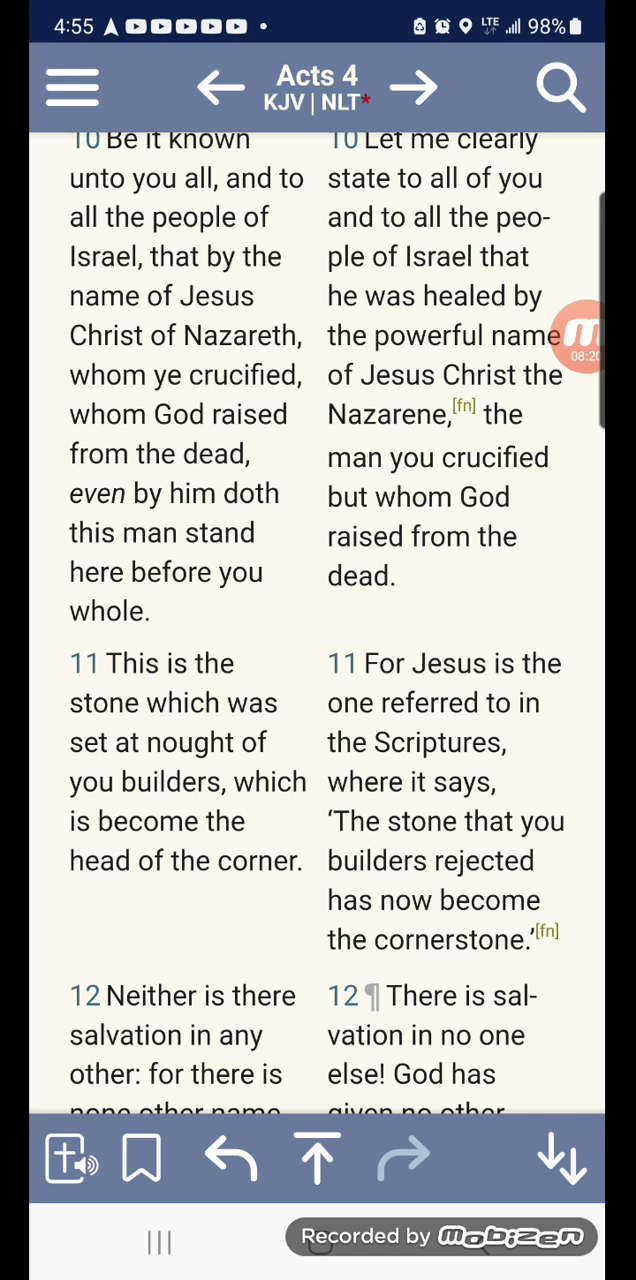 4:55
LTE
98%
Acts 4
KJV | NLT*
10 Be it known
unto you all, and to
all the people of
Israel, that by the
name of Jesus
Christ of Nazareth,
whom ye crucified,
whom God raised
from the dead,
even by him doth
this man stand
here before you
whole.
11 This is the
stone which was
set at nought of
you builders, which
is become the
head of the corner.
12 Neither is there
salvation in any
other: for there is
none other name
10 Let me clearly
state to all of you
and to all the peo-
ple of Israel that
he was healed by
the powerful name
of Jesus Christ the
Nazarene,[fn] the
man you crucified
but whom God
raised from the
dead.
11 For Jesus is the
one referred to in
the Scriptures,
where it says,
‘The stone that you
builders rejected
has now become
the cornerstone.’[fn]
12 ¶ There is sal-
vation in no one
else! God has
given no other
m
08:20
Recorded by mobizen